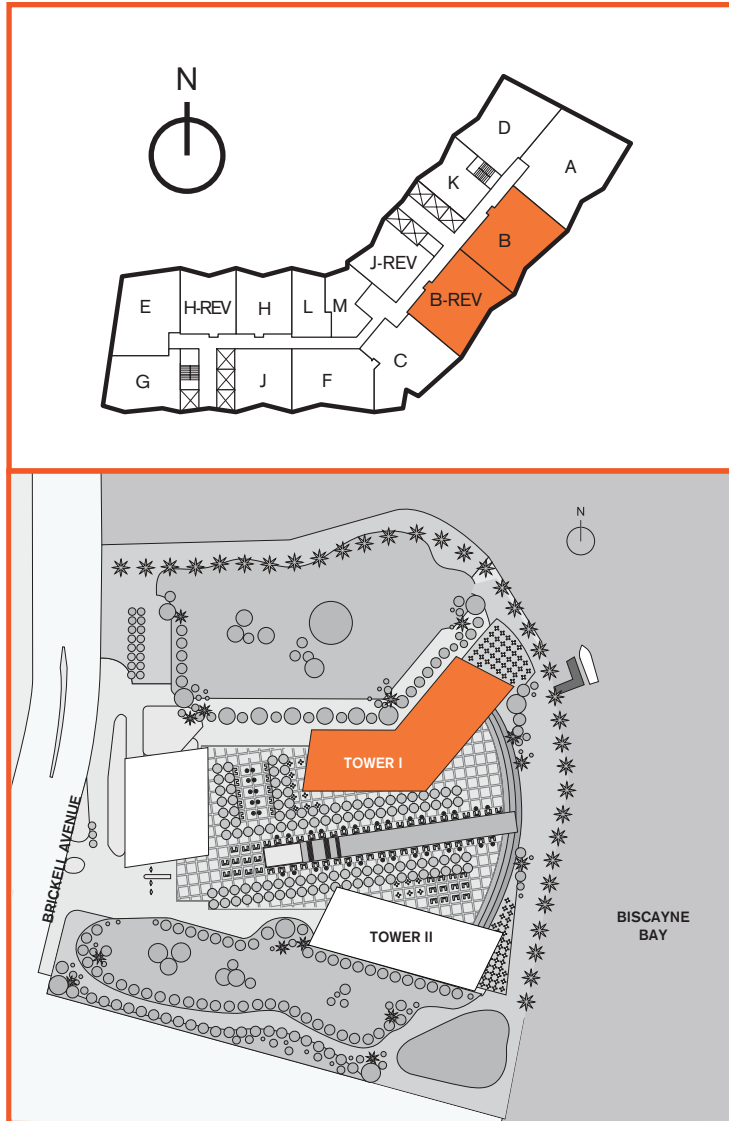 N
D
A
K
B
J-REV
B-REV
E
H-REV
H
L
M
C
G
J
F
N
TOWER I
BRICKELL AVENUE
TOWER II
BISCAYNE
BAY